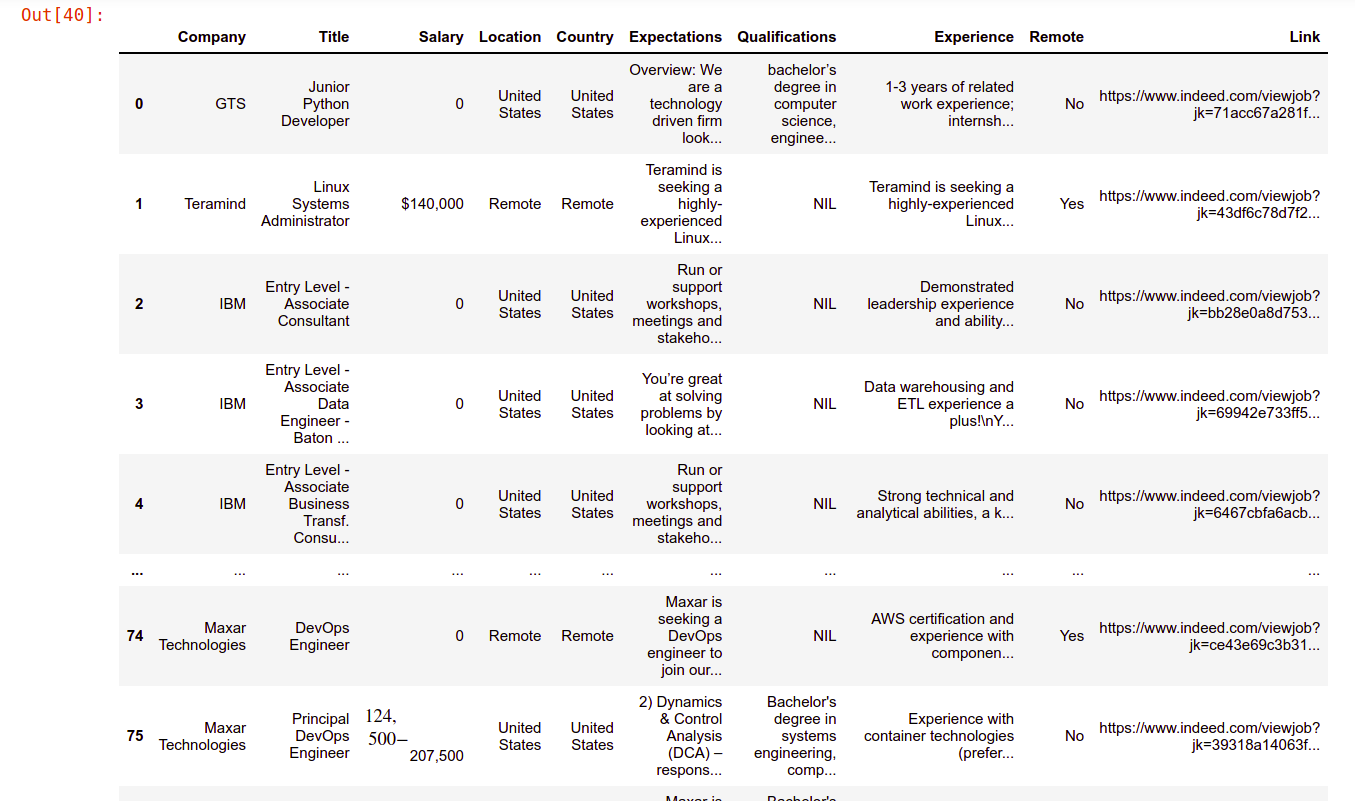 Out[40]:
Company Title Salary Location Country Expectations Qualifications Experience Remote Link
0 GTS Junior Python Developer 0 United States United States Overview: We are a technology driven firm look... bachelor’s degree in computer science, enginee... 1-3 years of related work experience; internsh... No https://www.indeed.com/viewjob?jk=71acc67a281f...
1 Teramind Linux Systems Administrator $140,000 Remote Remote Teramind is seeking a highly-experienced Linux... NIL Teramind is seeking a highly-experienced Linux... Yes https://www.indeed.com/viewjob?jk=43df6c78d7f2...
2 IBM Entry Level - Associate Consultant 0 United States United States Run or support workshops, meetings and stakeho... NIL Demonstrated leadership experience and ability... No https://www.indeed.com/viewjob?jk=bb28e0a8d753...
3 IBM Entry Level - Associate Data Engineer - Baton ... 0 United States United States You’re great at solving problems by looking at... NIL Data warehousing and ETL experience a plus!\nY... No https://www.indeed.com/viewjob?jk=69942e733ff5...
4 IBM Entry Level - Associate Business Transf. Consu... 0 United States United States Run or support workshops, meetings and stakeho... NIL Strong technical and analytical abilities, a k... No https://www.indeed.com/viewjob?jk=6467cbfa6acb...
... ... ... ... ... ... ... ... ... ... ...
74 Maxar Technologies DevOps Engineer 0 Remote Remote Maxar is seeking a DevOps engineer to join our... NIL AWS certification and experience with componen... Yes https://www.indeed.com/viewjob?jk=ce43e69c3b31...
75 Maxar Technologies Principal DevOps Engineer 124, 500– 207,500 United States United States 2) Dynamics & Control Analysis (DCA) – respons... Bachelor's degree in systems engineering, comp... Experience with container technologies (prefer... No https://www.indeed.com/viewjob?jk=39318a14063f...
Maxar is Bachelor's